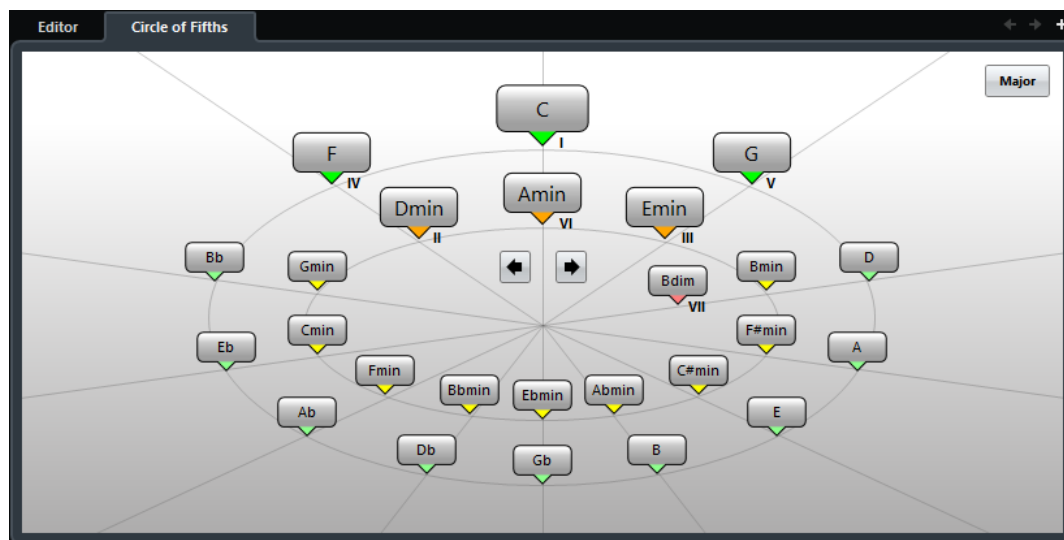 Editor
Circle of Fifths
Major
C
I
F
IV
G
V
Amin
VI
Dmin
II
Emin
III
Bb
Gmin
Bdim
VII
Bmin
D
Eb
Cmin
F#min
A
Fmin
C#min
Bbmin
Ebmin
Abmin
Ab
E
Db
Gb
B